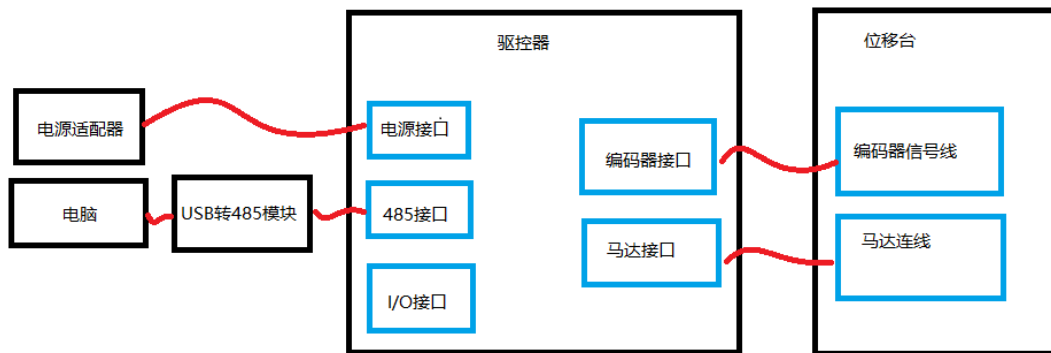 驱控器
位移台
电源适配器
电源接口
编码器接口
编码器信号线
电脑
USB转485模块
485接口
马达接口
马达连线
I/O接口